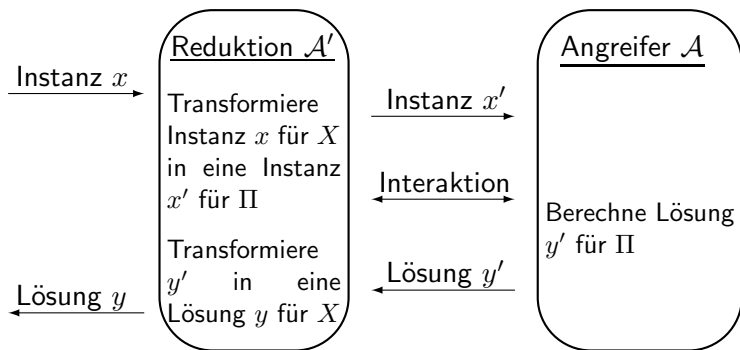 Reduktion 𝒜′
Angreifer 𝒜
Instanz x
Transformiere
Instanz x für X
in eine Instanz
x′ für Π
Instanz x′
Interaktion
Berechne Lösung
y′ für Π
Transformiere
y′ in eine
Lösung y für X
Lösung y′
Lösung y